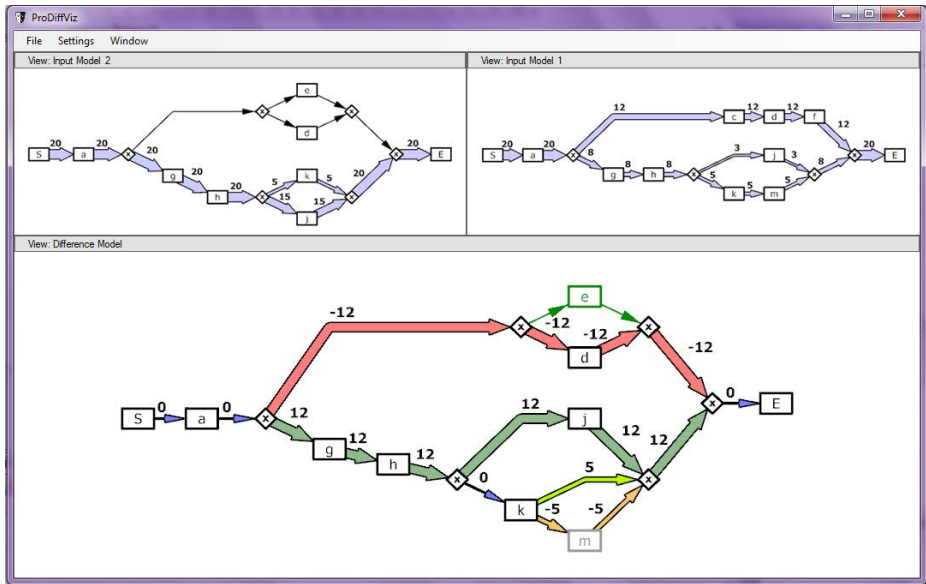 ProDiffViz
File Settings Window
View: Input Model 2
View: Input Model 1
e
x
x
d
20
20
S
a
x
20
g
20
h
20
x
5
k
5
15
15
j
x
20
x
20
E
12
c
12
d
12
f
12
20
20
S
a
x
8
g
8
h
8
x
3
j
3
5
k
5
m
5
x
8
x
20
E
View: Difference Model
e
-12
x
-12
-12
x
d
-12
0
0
S
a
x
12
g
12
h
12
x
12
j
12
12
x
0
E
0
k
5
x
-5
-5
m